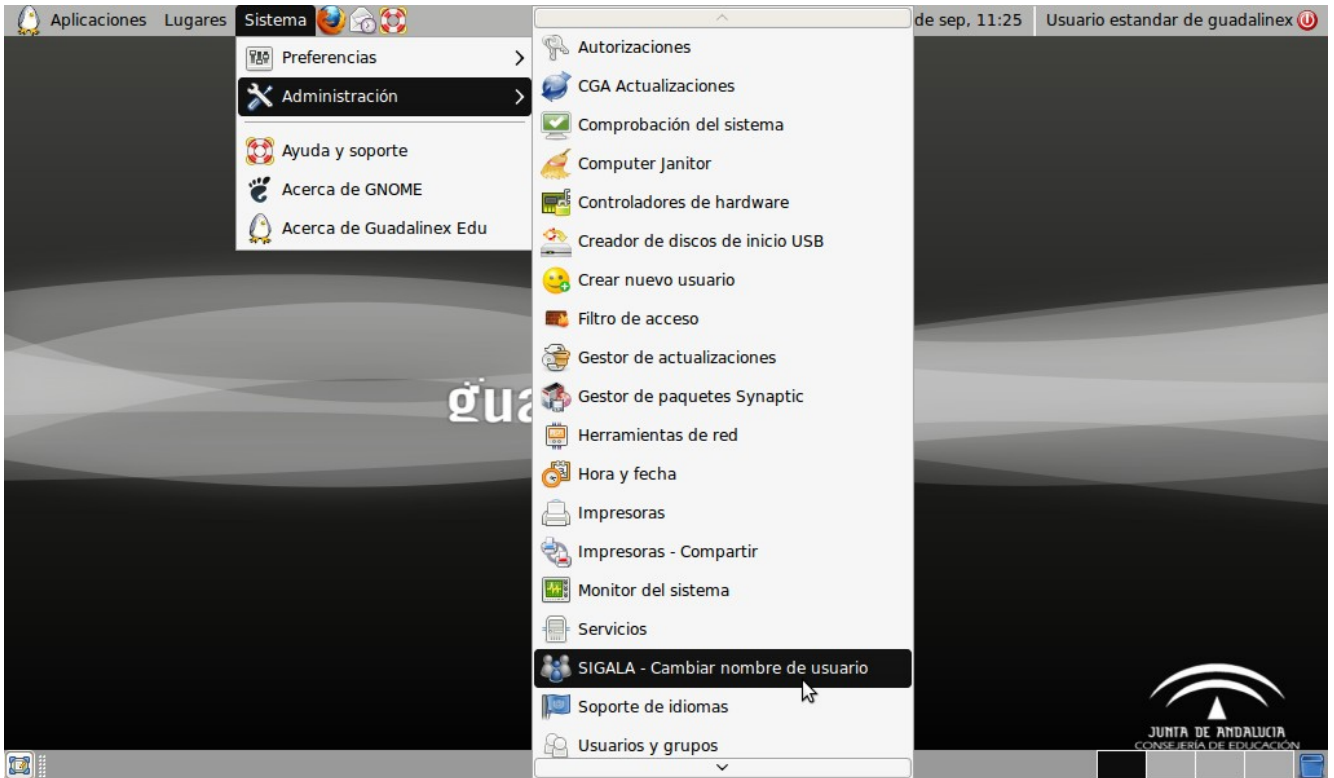 Aplicaciones Lugares Sistema de sep, 11:25 Usuario estandar de guadalinex
Preferencias
Administración
Ayuda y soporte
Acerca de GNOME
Acerca de Guadalinex Edu
Autorizaciones
CGA Actualizaciones
Comprobación del sistema
Computer Janitor
Controladores de hardware
Creador de discos de inicio USB
Crear nuevo usuario
Filtro de acceso
Gestor de actualizaciones
Gestor de paquetes Synaptic
Herramientas de red
Hora y fecha
Impresoras
Impresoras - Compartir
Monitor del sistema
Servicios
SIGALA - Cambiar nombre de usuario
Soporte de idiomas
Usuarios y grupos
gua
JUNTA DE ANDALUCIA
CONSEJERÍA DE EDUCACIÓN